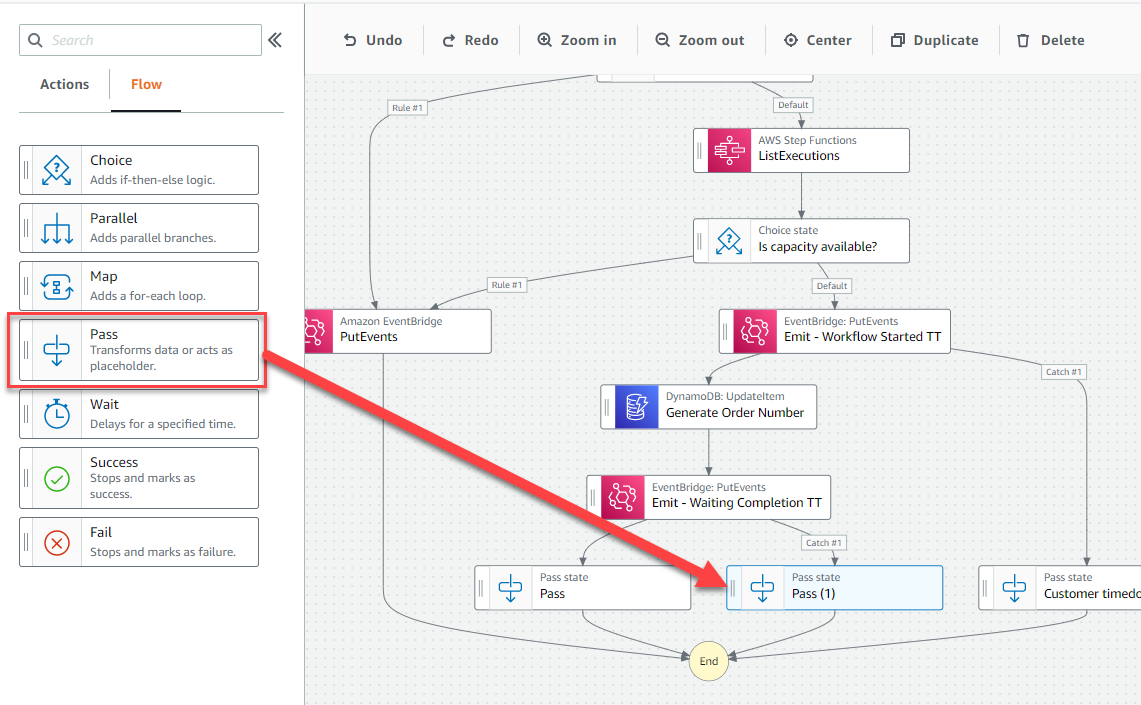 Search
Undo
Redo
Zoom in
Zoom out
Center
Duplicate
Delete
Actions
Flow
Choice
Adds if-then-else logic.
Parallel
Adds parallel branches.
Map
Adds a for-each loop.
Pass
Transforms data or acts as
placeholder.
Wait
Delays for a specified time.
Success
Stops and marks as
success.
Fail
Stops and marks as failure.
Rule #1
Default
AWS Step Functions
ListExecutions
Choice state
Is capacity available?
Rule #1
Default
Amazon EventBridge
PutEvents
EventBridge: PutEvents
Emit - Workflow Started TT
Catch #1
DynamoDB: UpdateItem
Generate Order Number
EventBridge: PutEvents
Emit - Waiting Completion TT
Catch #1
Pass state
Pass
Pass state
Pass (1)
Pass state
Customer timedo
End